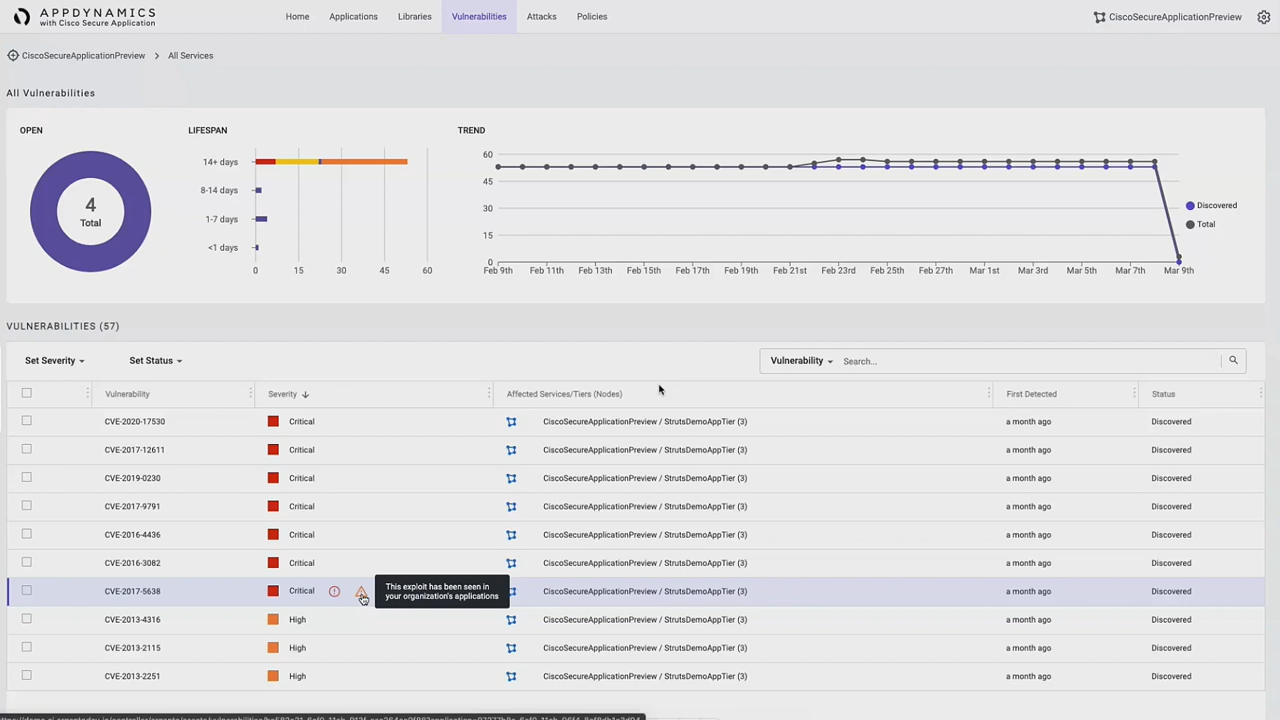 APPDYNAMICS
with Cisco Secure Application
Home Applications Libraries Vulnerabilities Attacks Policies
CiscoSecureApplicationPreview
CiscoSecureApplicationPreview > All Services
All Vulnerabilities
OPEN
4
Total
LIFESPAN
14+ days
8-14 days
1-7 days
<1 days
0 15 30 45 60
TREND
60
45
30
15
0
Feb 9th Feb 11th Feb 13th Feb 15th Feb 17th Feb 19th Feb 21st Feb 23rd Feb 25th Feb 27th Mar 1st Mar 3rd Mar 5th Mar 7th Mar 9th
Discovered
Total
VULNERABILITIES (57)
Set Severity Set Status Vulnerability Search...
Vulnerability Severity Affected Services/Tiers (Nodes) First Detected Status
CVE-2020-17530 Critical CiscoSecureApplicationPreview / StrutsDemoAppTier (3) a month ago Discovered
CVE-2017-12611 Critical CiscoSecureApplicationPreview / StrutsDemoAppTier (3) a month ago Discovered
CVE-2019-0230 Critical CiscoSecureApplicationPreview / StrutsDemoAppTier (3) a month ago Discovered
CVE-2017-9791 Critical CiscoSecureApplicationPreview / StrutsDemoAppTier (3) a month ago Discovered
CVE-2016-4436 Critical CiscoSecureApplicationPreview / StrutsDemoAppTier (3) a month ago Discovered
CVE-2016-3082 Critical CiscoSecureApplicationPreview / StrutsDemoAppTier (3) a month ago Discovered
CVE-2017-5638 Critical CiscoSecureApplicationPreview / StrutsDemoAppTier (3) a month ago Discovered
This exploit has been seen in
your organization's applications
CVE-2013-4316 High CiscoSecureApplicationPreview / StrutsDemoAppTier (3) a month ago Discovered
CVE-2013-2115 High CiscoSecureApplicationPreview / StrutsDemoAppTier (3) a month ago Discovered
CVE-2013-2251 High CiscoSecureApplicationPreview / StrutsDemoAppTier (3) a month ago Discovered